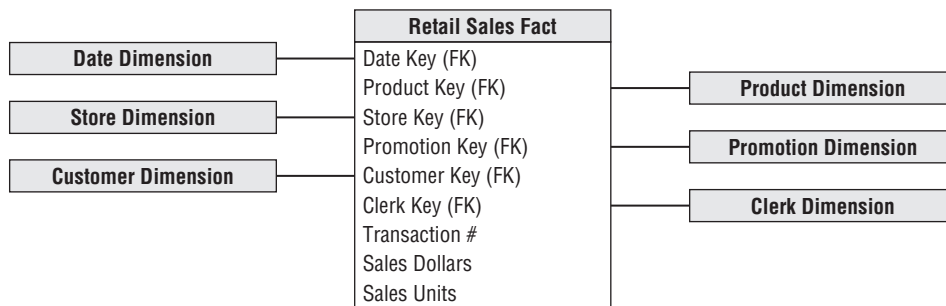 Retail Sales Fact
Date Dimension
Date Key (FK)
Product Key (FK)
Product Dimension
Store Dimension
Store Key (FK)
Promotion Key (FK)
Promotion Dimension
Customer Dimension
Customer Key (FK)
Clerk Key (FK)
Clerk Dimension
Transaction #
Sales Dollars
Sales Units